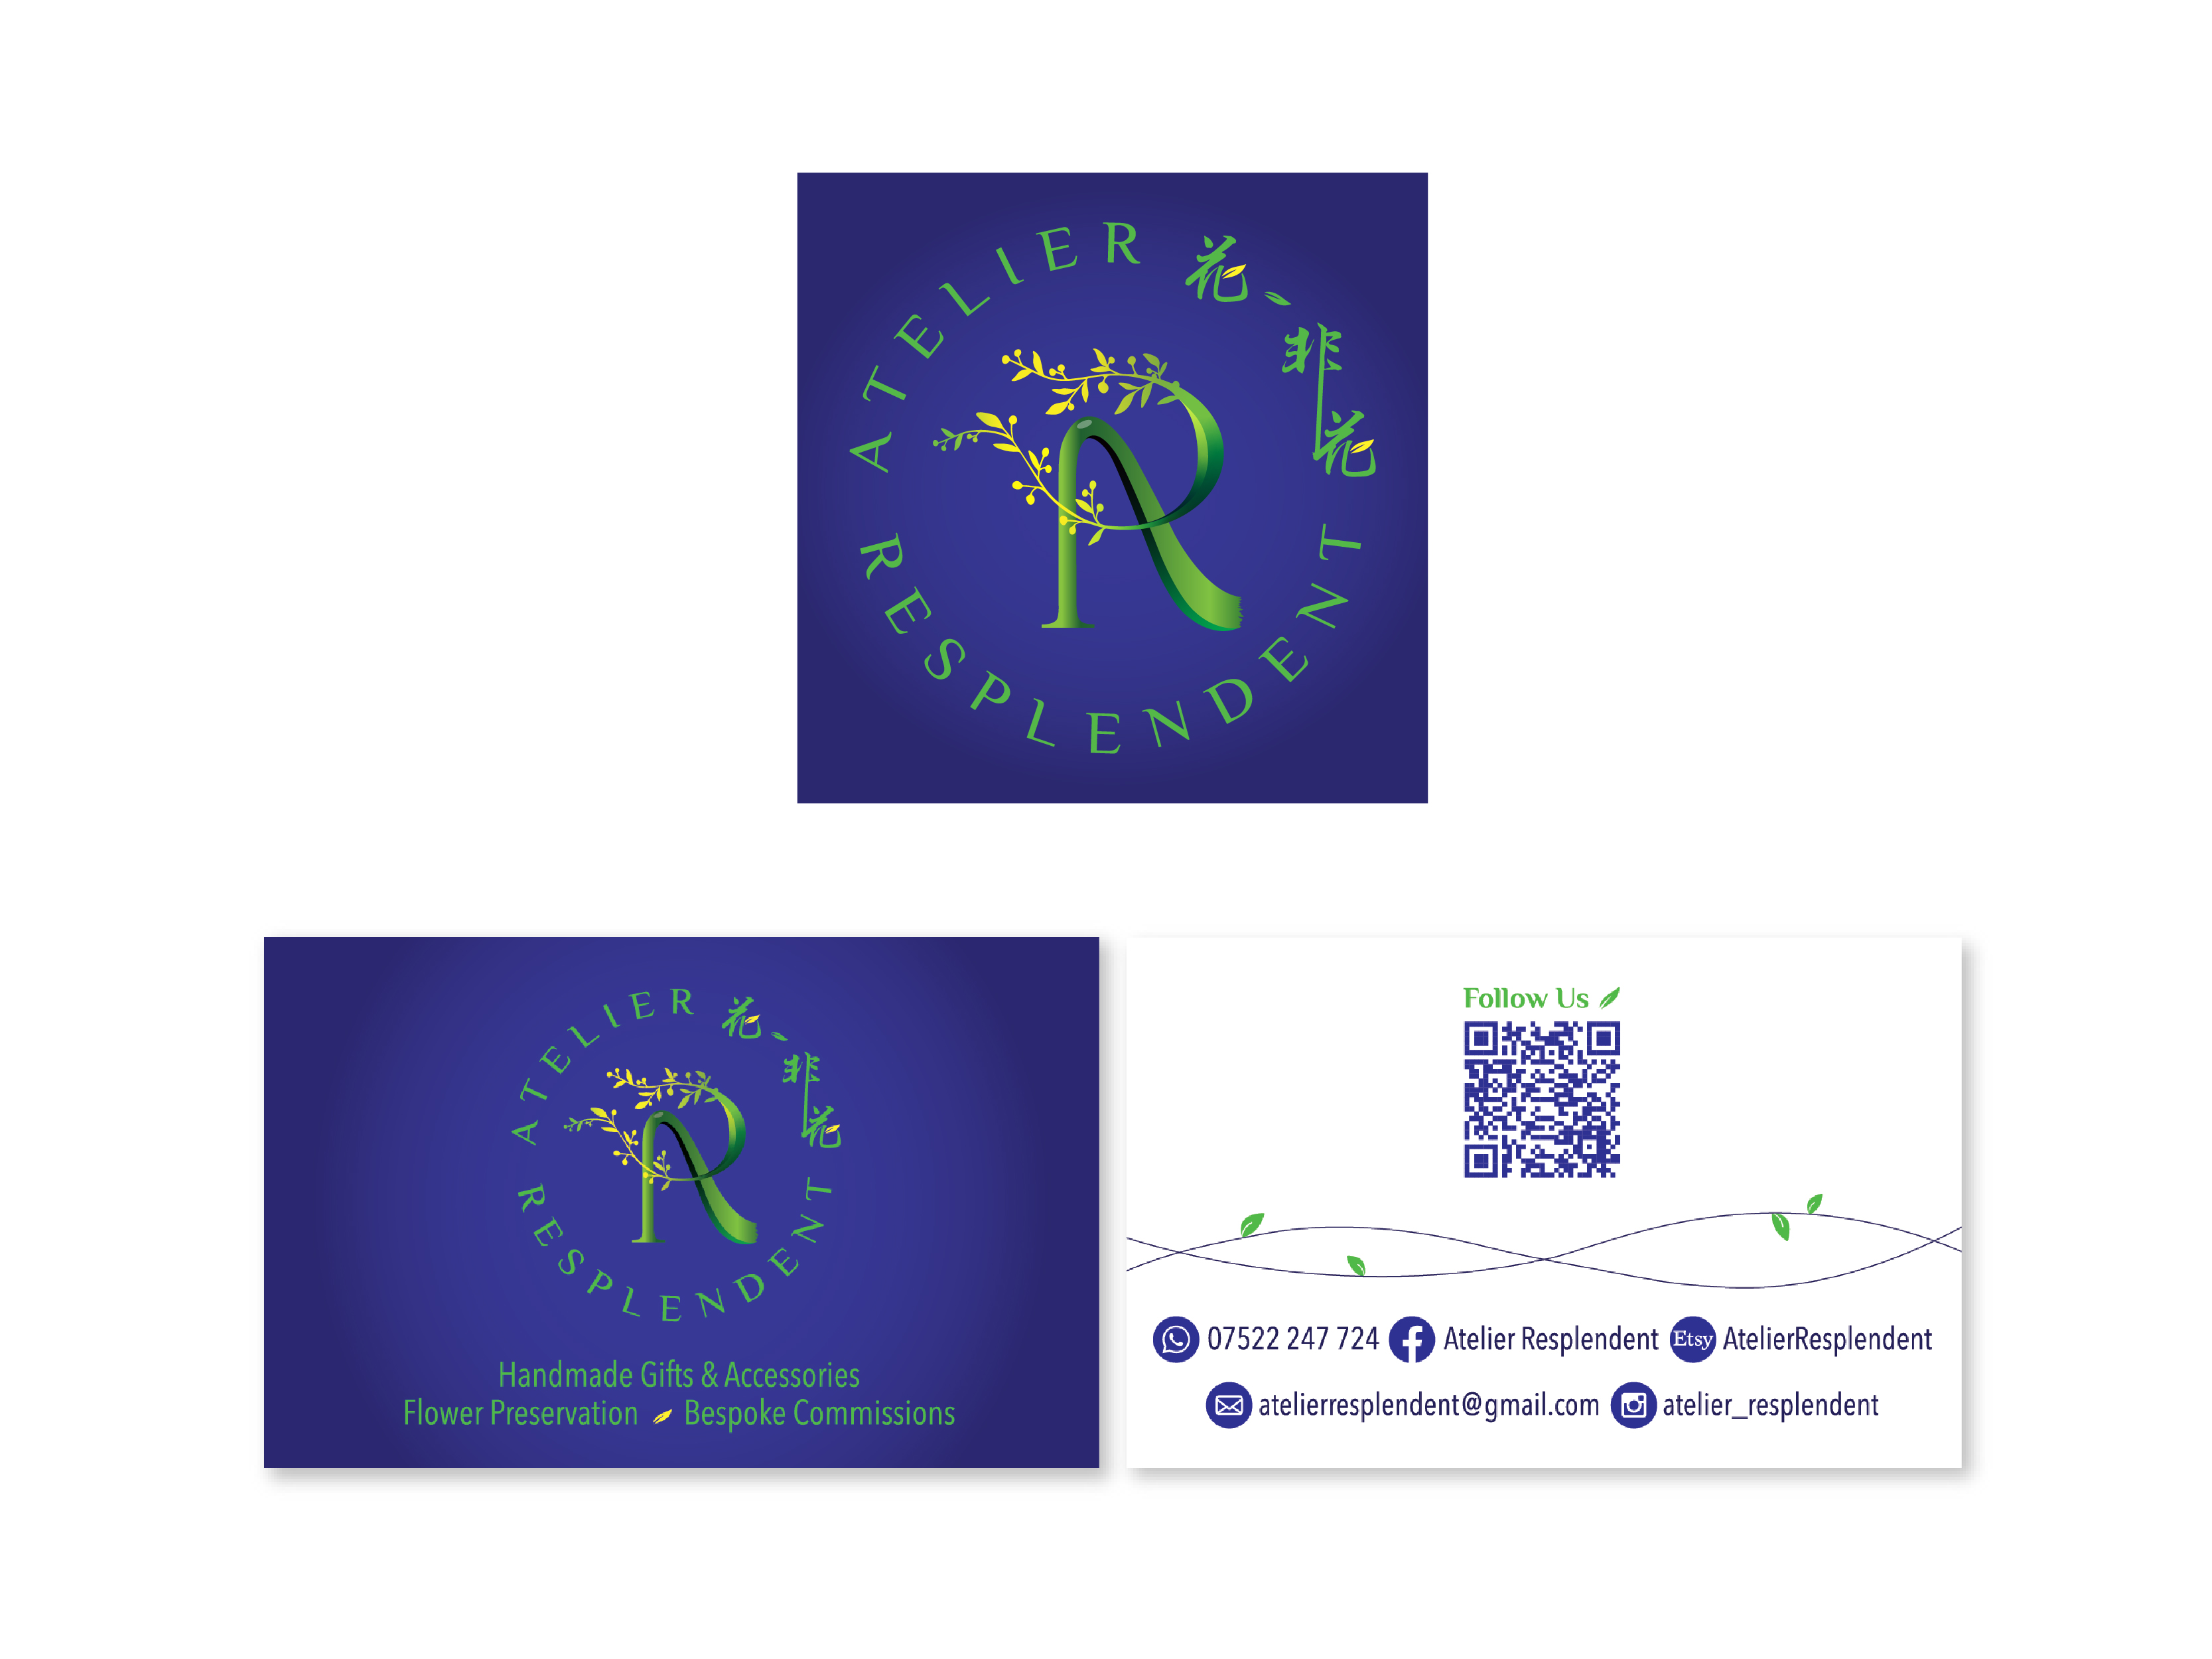 ATELIER 花、非花
RESPLENDENT
R
ATELIER 花、非花
RESPLENDENT
R
Handmade Gifts & Accessories
Flower Preservation Bespoke Commissions
Follow Us
07522 247 724 Atelier Resplendent Etsy AtelierResplendent
atelierresplendent@gmail.com atelier_resplendent